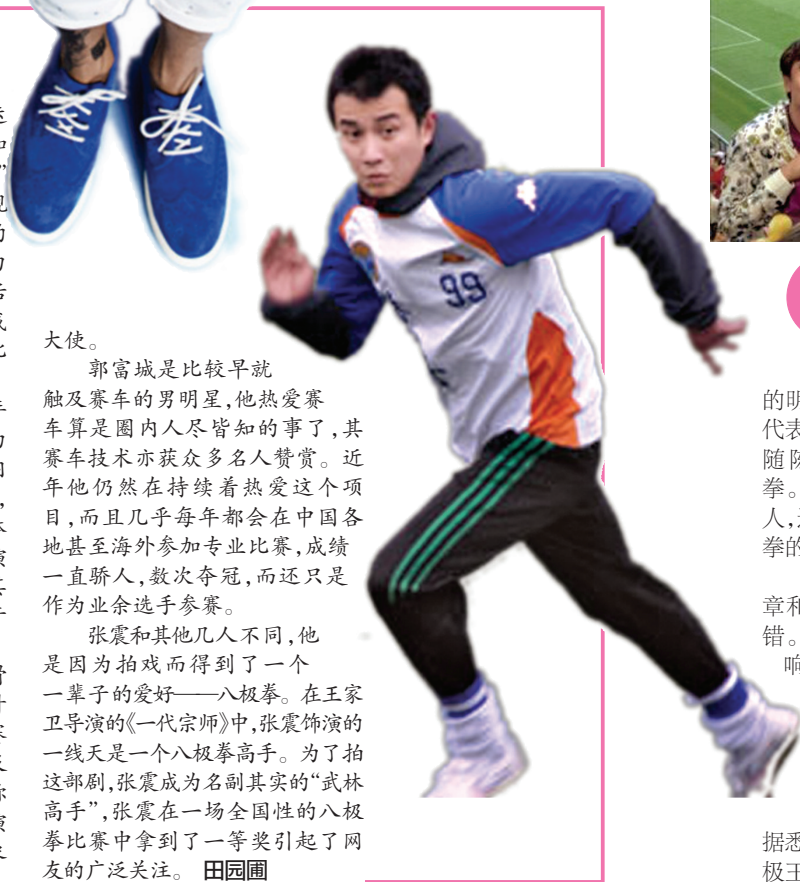 大使。
郭富城是比较早就
触及赛车的男明星,他热爱赛
车算是圈内人尽皆知的事了,其
赛车技术亦获众多名人赞赏。近
年他仍然在持续着热爱这个项
目,而且几乎每年都会在中国各
地甚至海外参加专业比赛,成绩
一直骄人,数次夺冠,而还只是
作为业余选手参赛。
张震和其他几人不同,他
是因为拍戏而得到了一个
一辈子的爱好——八极拳。在王家
卫导演的《一代宗师》中,张震饰演的
一线天是一个八极拳高手。为了拍
这部剧,张震成为名副其实的“武林
高手”,张震在一场全国性的八极
拳比赛中拿到了一等奖引起了网
友的广泛关注。 田园圃
99
的明
代表
随陈
拳。
人,
拳的
章和
错。
响
据悉
极王